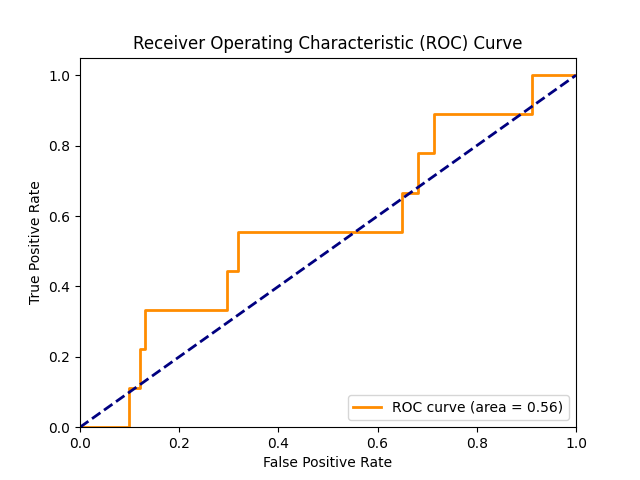 Receiver Operating Characteristic (ROC) Curve
1.0
0.8
0.6
0.4
0.2
0.0
True Positive Rate
ROC curve (area = 0.56)
0.0 0.2 0.4 0.6 0.8 1.0
False Positive Rate